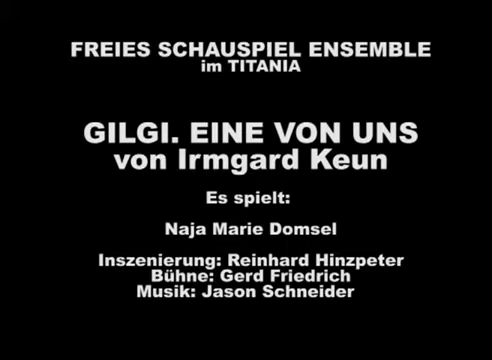 FREIES SCHAUSPIEL ENSEMBLE
im TITANIA
GILGI. EINE VON UNS
von Irmgard Keun
Es spielt:
Naja Marie Domsel
Inszenierung: Reinhard Hinzpeter
Bühne: Gerd Friedrich
Musik: Jason Schneider